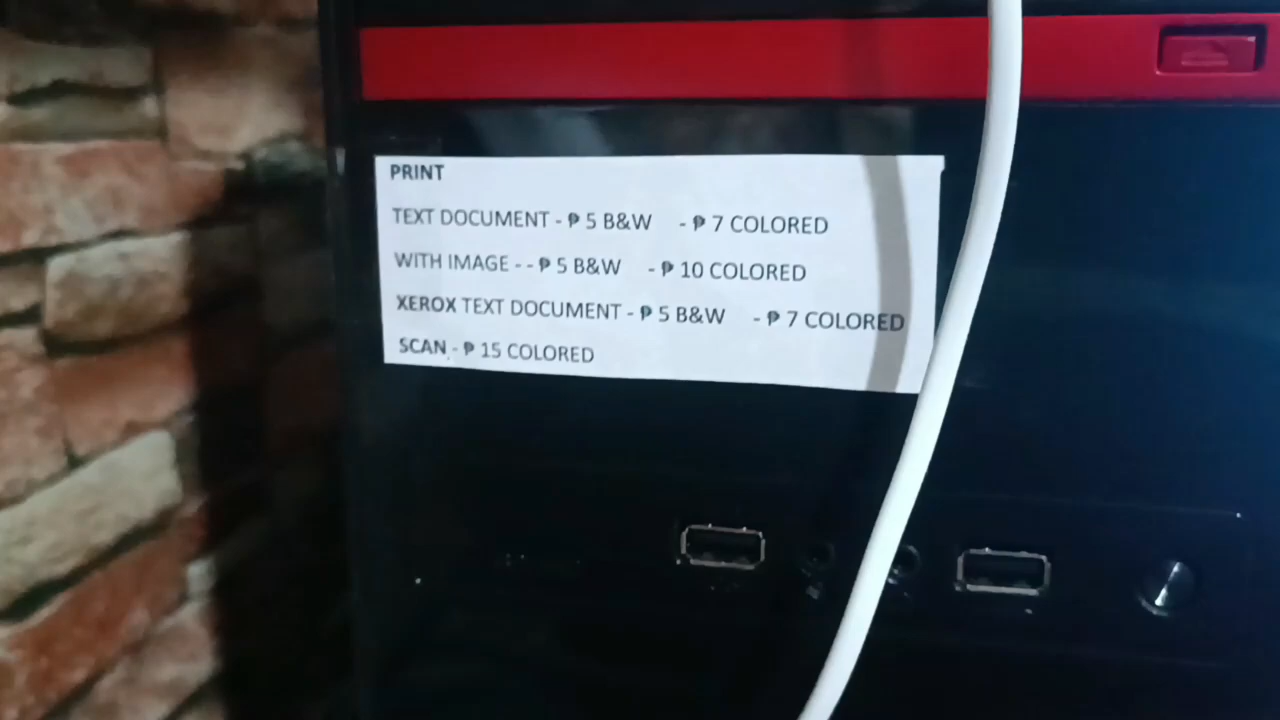 PRINT
TEXT DOCUMENT - ₱ 5 B&W - ₱ 7 COLORED
WITH IMAGE - - ₱ 5 B&W - ₱ 10 COLORED
XEROX TEXT DOCUMENT - ₱ 5 B&W - ₱ 7 COLORED
SCAN - ₱ 15 COLORED